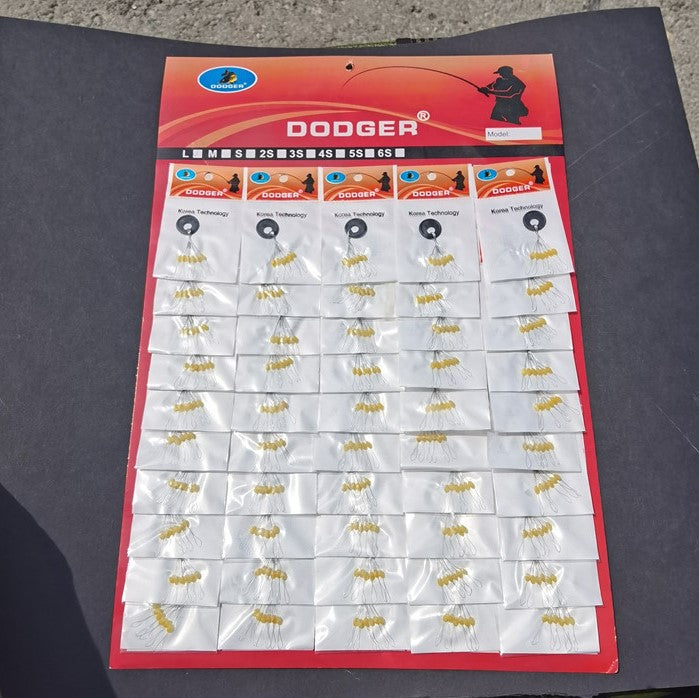 DODGER
DODGER®
Model:
L M S 2S 3S 4S 5S 6S
DODGER DODGER DODGER DODGER DODGER
Korea Technology Korea Technology Korea Technology Korea Technology Korea Technology